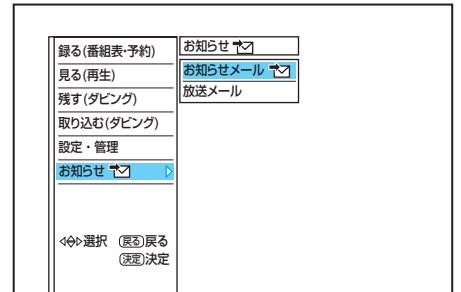 録る(番組表・予約)
見る(再生)
残す(ダビング)
取り込む(ダビング)
設定・管理
お知らせ
お知らせ
お知らせメール
放送メール
選択 戻る 戻る
決定 決定